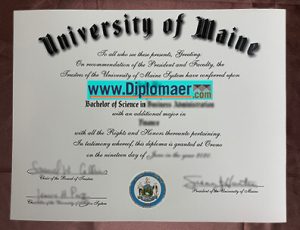 University of Maine
To all who see these presents, Greeting.
On recommendation of the President and Faculty, the
Trustees of the University of Maine System have conferred upon
www.Diplomaer.com
Bachelor of Science in
with an additional major in
Finance
with all the Rights and Honors thereunto pertaining.
In testimony whereof, this diploma is granted at Orono
on the nineteen day of June in the year
Chair of the Board of Trustees
President of the University of Maine
Chancellor of the University of Maine System